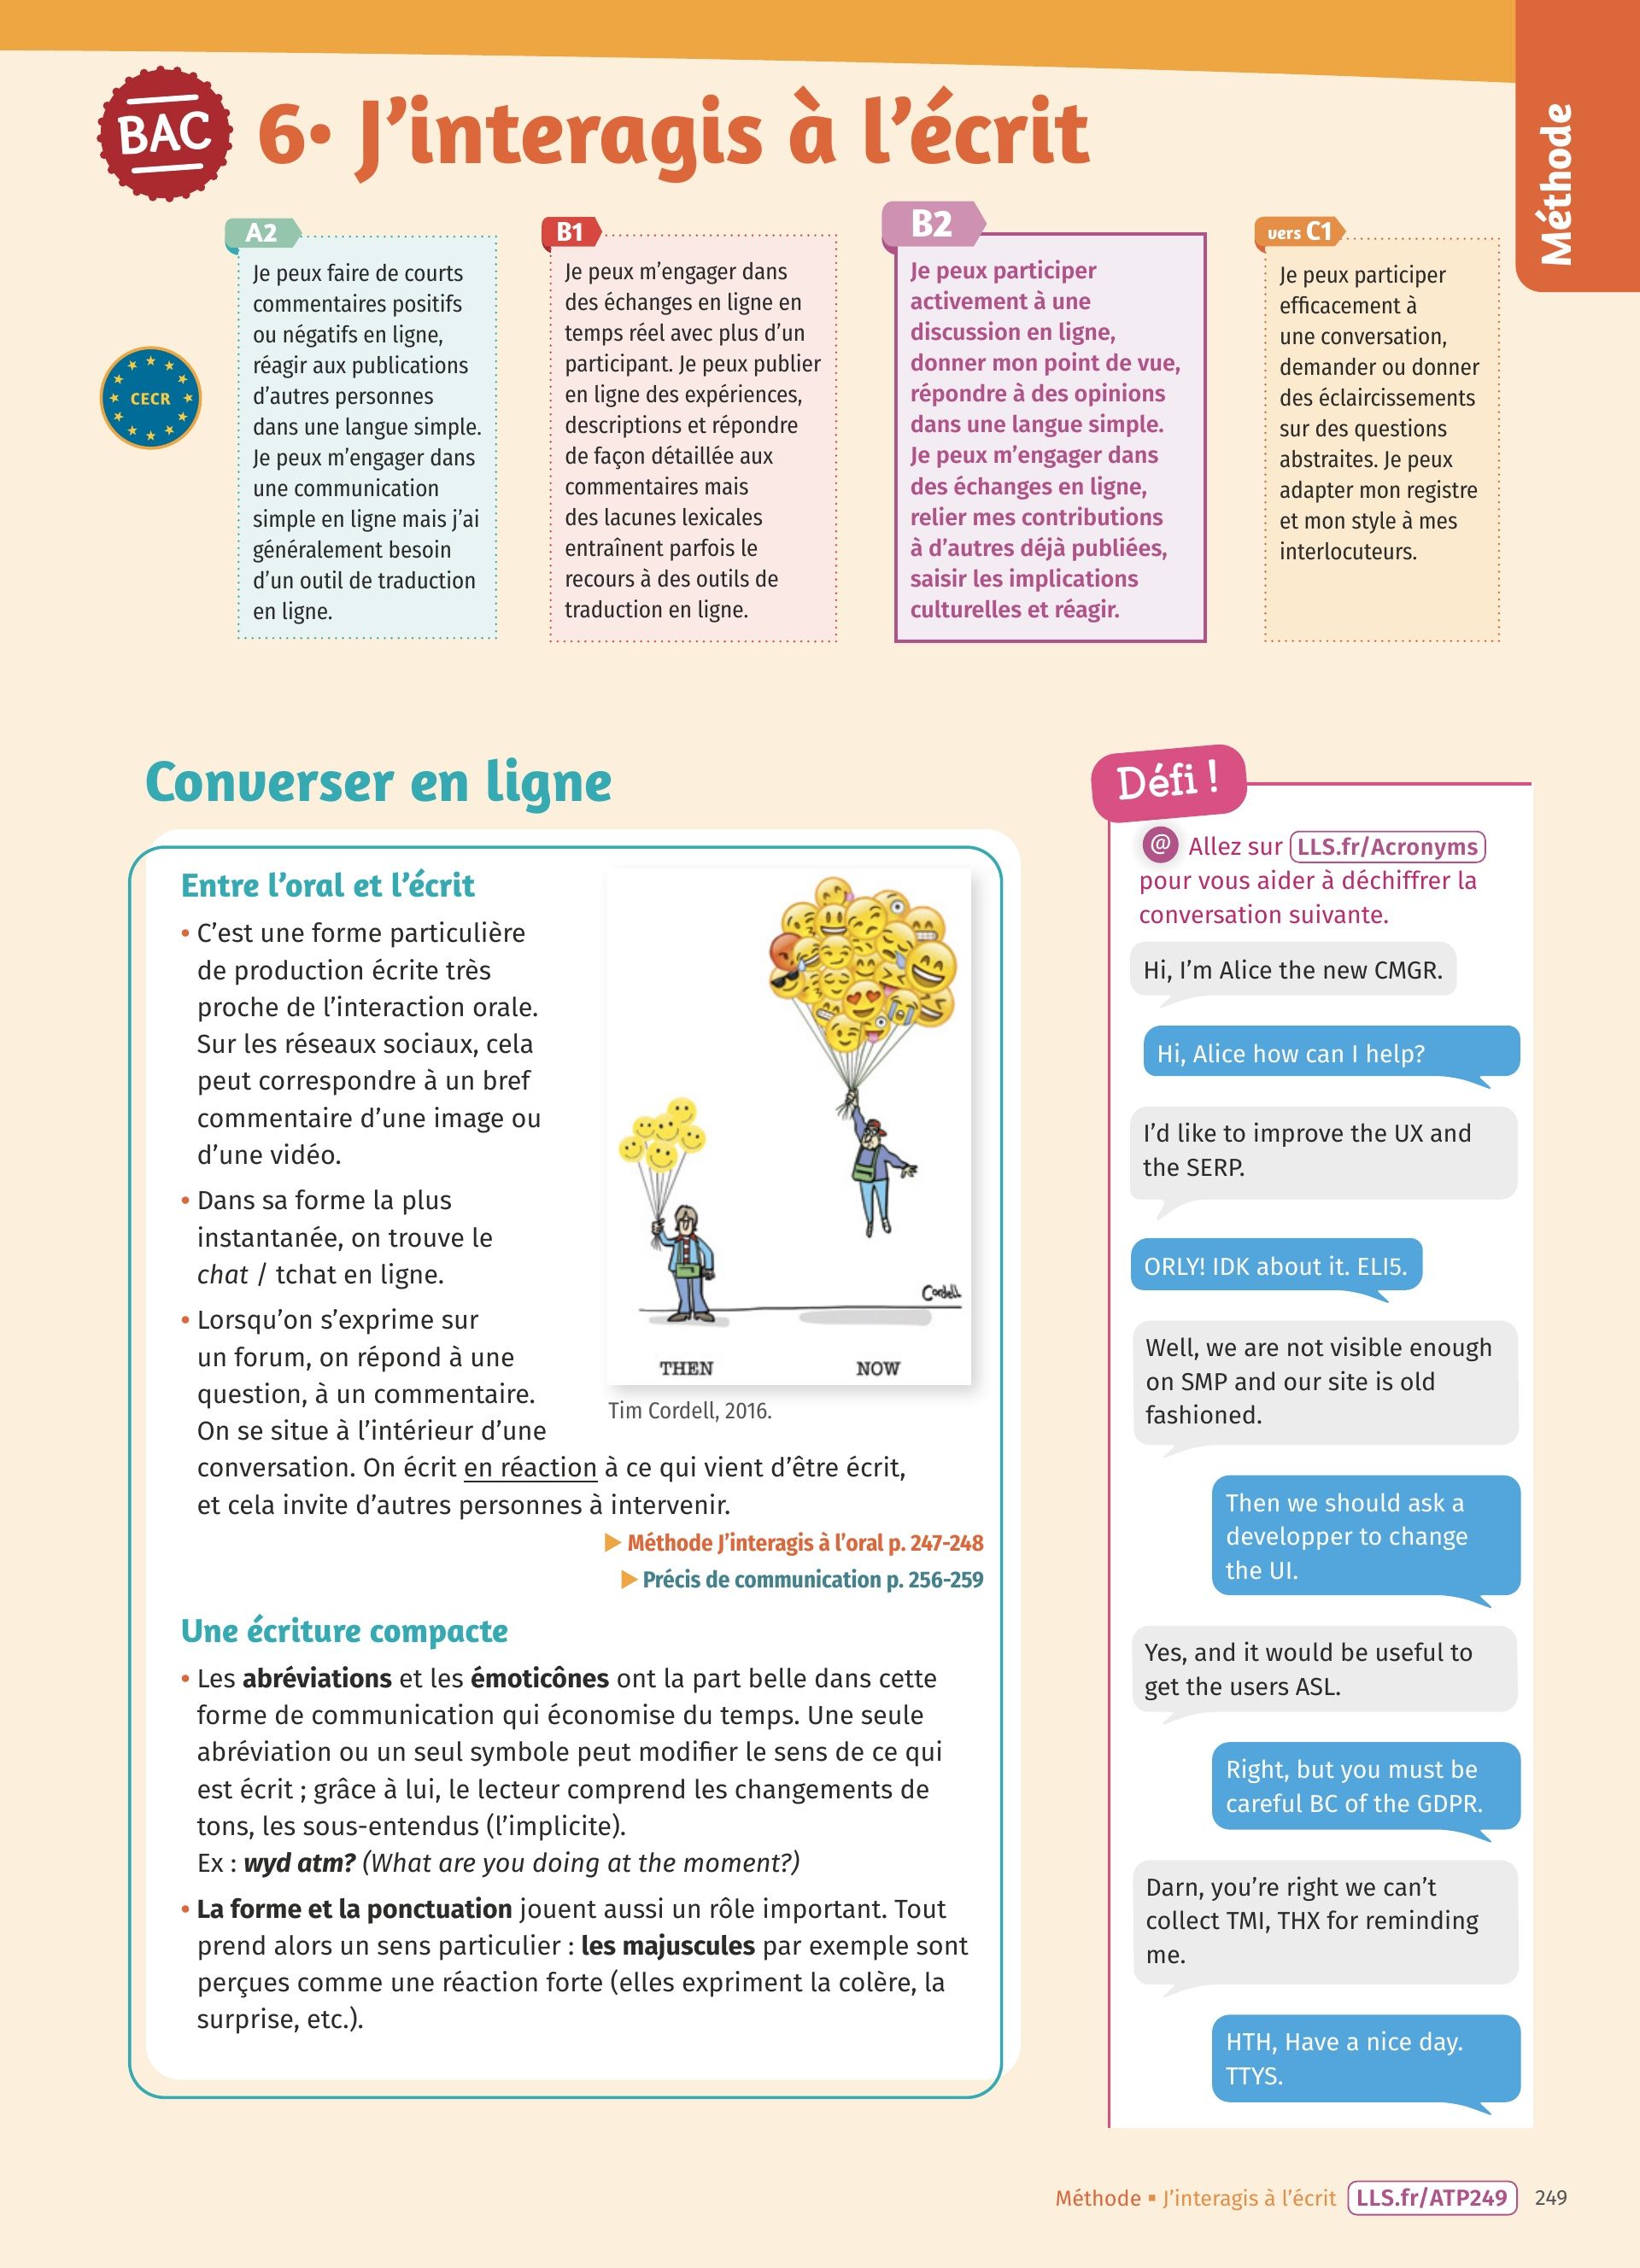 BAC
6• J’interagis à l’écrit
Méthode
CECR
A2
Je peux faire de courts
commentaires positifs
ou négatifs en ligne,
réagir aux publications
d’autres personnes
dans une langue simple.
Je peux m’engager dans
une communication
simple en ligne mais j’ai
généralement besoin
d’un outil de traduction
en ligne.
B1
Je peux m’engager dans
des échanges en ligne en
temps réel avec plus d’un
participant. Je peux publier
en ligne des expériences,
descriptions et répondre
de façon détaillée aux
commentaires mais
des lacunes lexicales
entraînent parfois le
recours à des outils de
traduction en ligne.
B2
Je peux participer
activement à une
discussion en ligne,
donner mon point de vue,
répondre à des opinions
dans une langue simple.
Je peux m’engager dans
des échanges en ligne,
relier mes contributions
à d’autres déjà publiées,
saisir les implications
culturelles et réagir.
vers C1
Je peux participer
efficacement à
une conversation,
demander ou donner
des éclaircissements
sur des questions
abstraites. Je peux
adapter mon registre
et mon style à mes
interlocuteurs.
Converser en ligne
Entre l’oral et l’écrit
• C’est une forme particulière
de production écrite très
proche de l’interaction orale.
Sur les réseaux sociaux, cela
peut correspondre à un bref
commentaire d’une image ou
d’une vidéo.
• Dans sa forme la plus
instantanée, on trouve le
chat / tchat en ligne.
• Lorsqu’on s’exprime sur
un forum, on répond à une
question, à un commentaire.
On se situe à l’intérieur d’une
conversation. On écrit en réaction à ce qui vient d’être écrit,
et cela invite d’autres personnes à intervenir.
Cordell
THEN NOW
Tim Cordell, 2016.
▶ Méthode J’interagis à l’oral p. 247-248
▶ Précis de communication p. 256-259
Une écriture compacte
• Les abréviations et les émoticônes ont la part belle dans cette
forme de communication qui économise du temps. Une seule
abréviation ou un seul symbole peut modifier le sens de ce qui
est écrit ; grâce à lui, le lecteur comprend les changements de
tons, les sous-entendus (l’implicite).
Ex : wyd atm? (What are you doing at the moment?)
• La forme et la ponctuation jouent aussi un rôle important. Tout
prend alors un sens particulier : les majuscules par exemple sont
perçues comme une réaction forte (elles expriment la colère, la
surprise, etc.).
Défi !
@ Allez sur LLS.fr/Acronyms
pour vous aider à déchiffrer la
conversation suivante.
Hi, I’m Alice the new CMGR.
Hi, Alice how can I help?
I’d like to improve the UX and
the SERP.
ORLY! IDK about it. ELI5.
Well, we are not visible enough
on SMP and our site is old
fashioned.
Then we should ask a
developper to change
the UI.
Yes, and it would be useful to
get the users ASL.
Right, but you must be
careful BC of the GDPR.
Darn, you’re right we can’t
collect TMI, THX for reminding
me.
HTH, Have a nice day.
TTYS.
Méthode ▪ J’interagis à l’écrit LLS.fr/ATP249 249